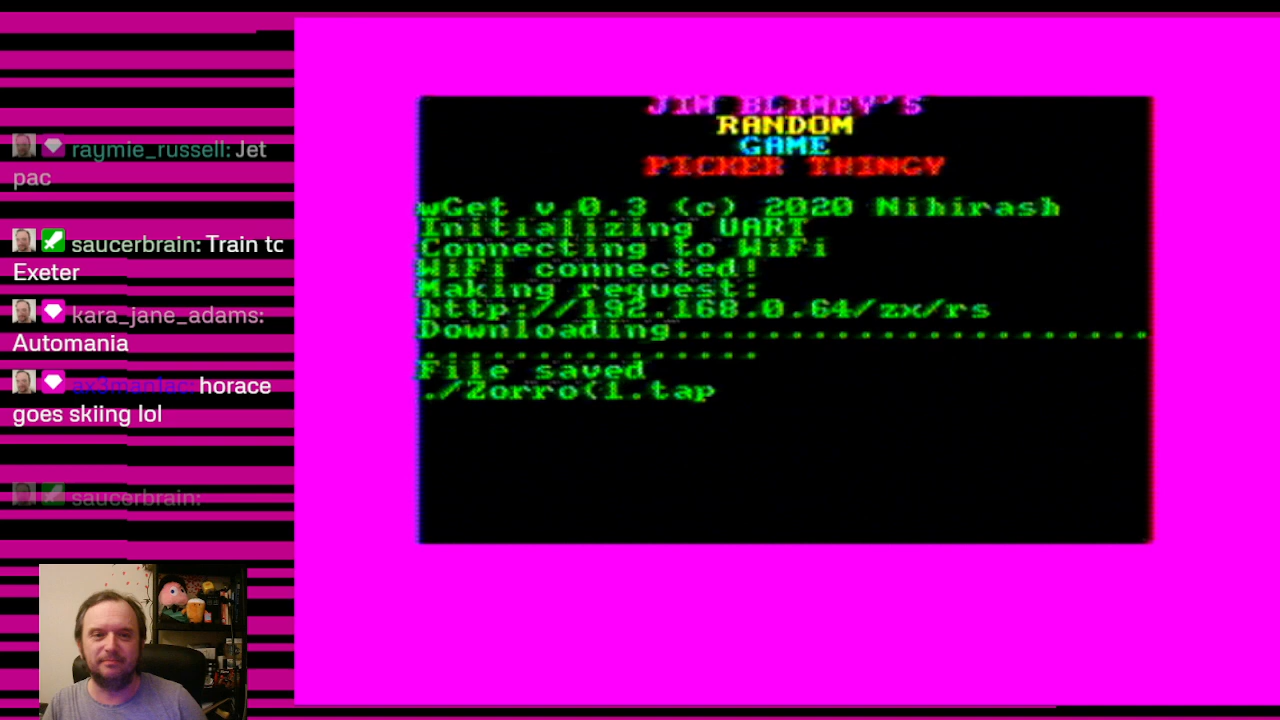 raymie_russell: Jet
pac
saucerbrain: Train to
Exeter
kara_jane_adams:
Automania
ax3man1ac: horace
goes skiing lol
saucerbrain:
JIM BLIMEY'S
RANDOM
GAME
PICKER THINGY
wGet v.0.3 (c) 2020 Nihirash
Initializing UART
Connecting to WiFi
WiFi connected!
Making request:
http://192.168.0.64/zx/rs
Downloading.....................
...............
File saved
./Zorro(1.tap